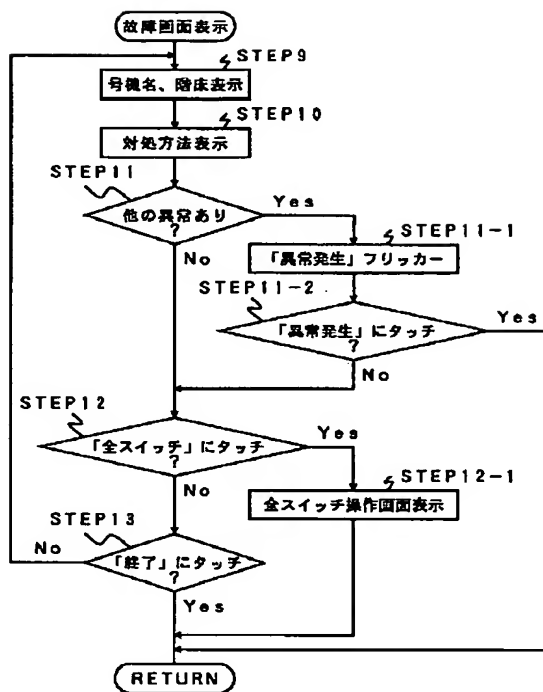 故障画面表示
STEP9
号機名、階床表示
STEP10
対処方法表示
STEP11
他の異常あり
?
Yes
No
STEP11-1
「異常発生」フリッカー
STEP11-2
「異常発生」にタッチ
?
Yes
No
STEP12
「全スイッチ」にタッチ
?
Yes
No
STEP12-1
全スイッチ操作画面表示
STEP13
「終了」にタッチ
?
No
Yes
RETURN